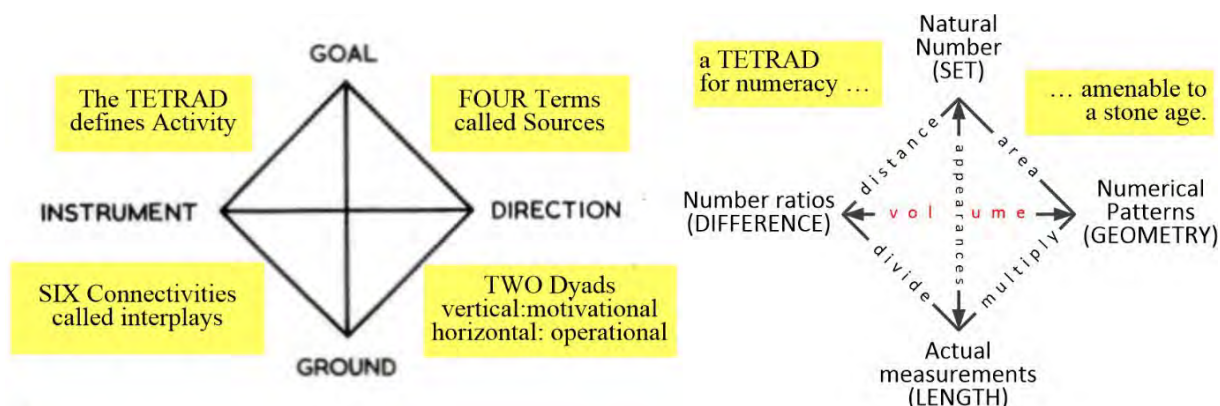 GOAL
The TETRAD
defines Activity
FOUR Terms
called Sources
INSTRUMENT
DIRECTION
SIX Connectivities
called interplays
TWO Dyads
vertical:motivational
horizontal: operational
GROUND
a TETRAD
for numeracy …
Natural
Number
(SET)
… amenable to
a stone age.
distance
area
appearances
Number ratios
(DIFFERENCE)
vol ume
Numerical
Patterns
(GEOMETRY)
divide
multiply
Actual
measurements
(LENGTH)